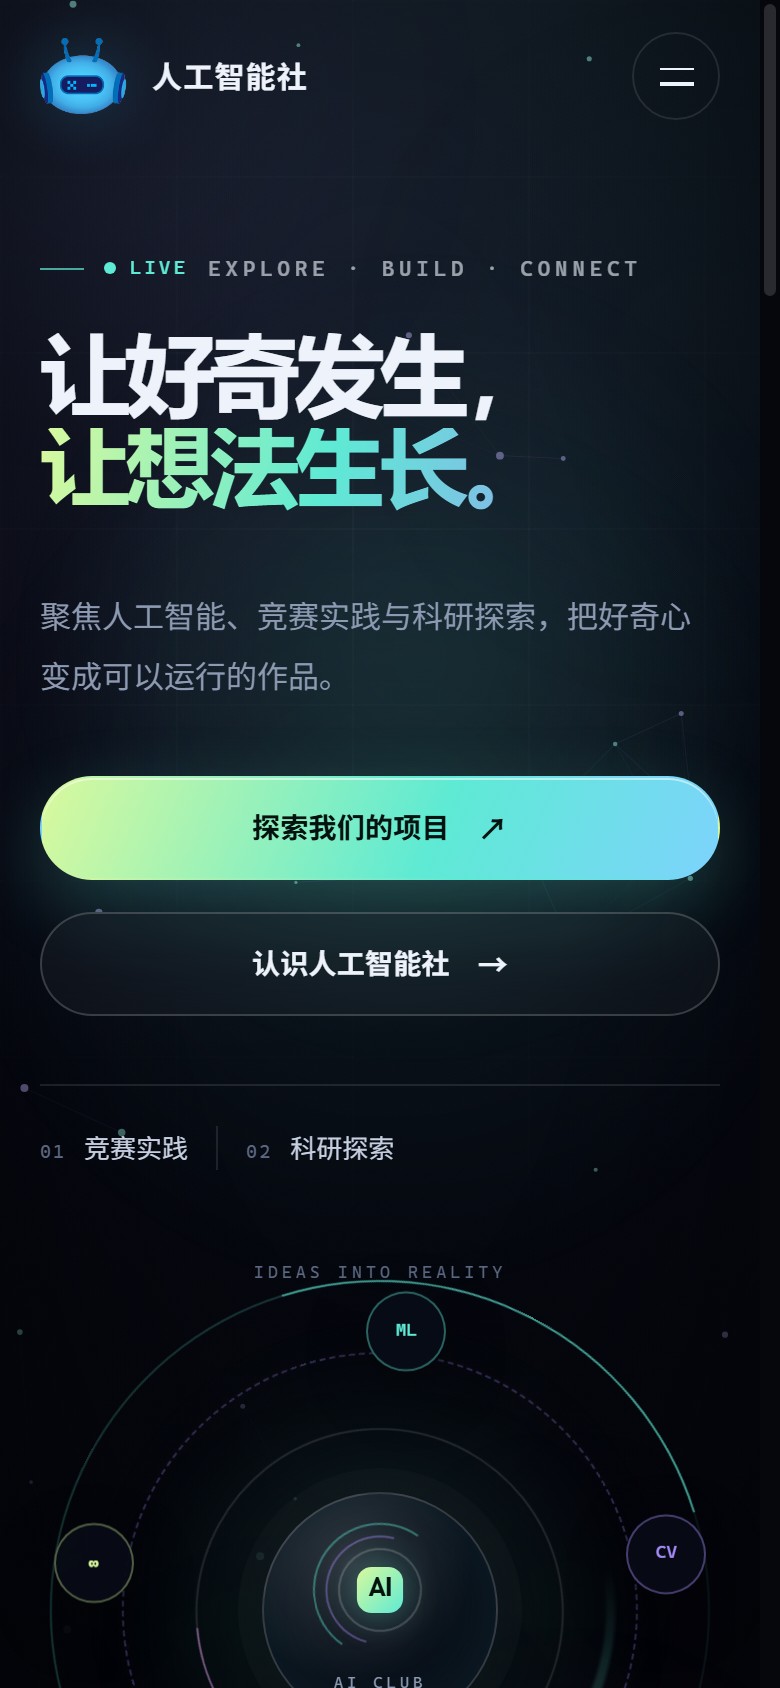 人工智能社
LIVE EXPLORE · BUILD · CONNECT
让好奇发生，
让想法生长。
聚焦人工智能、竞赛实践与科研探索，把好奇心
变成可以运行的作品。
探索我们的项目 ↗
认识人工智能社 →
01 竞赛实践 02 科研探索
IDEAS INTO REALITY
ML
CV
∞
AI
AI CLUB